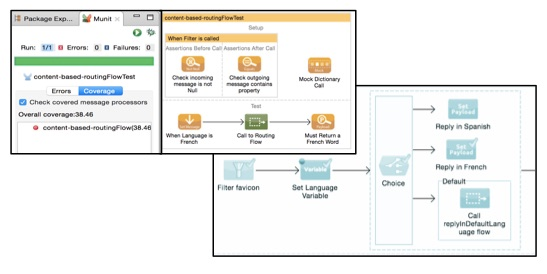 Package Exp...
Munit
Run: 1/1 Errors: 0 Failures: 0
content-based-routingFlowTest
Errors
Coverage
Check covered message processors
Overall coverage:38.46
content-based-routingFlow(38.46
content-based-routingFlowTest
Setup
When Filter is called
Assertions Before Call
Assertions After Call
Check incoming
message is not
Null
Check outgoing
message contains
property
Mock Dictionary
Call
Test
When Language is
French
Call to Routing
Flow
Must Return a
French Word
Filter favicon
Variable
Set Language
Variable
Choice
Set
Payload
Reply in Spanish
Set
Payload
Reply in French
Default
Call
replyInDefaultLang
uage flow